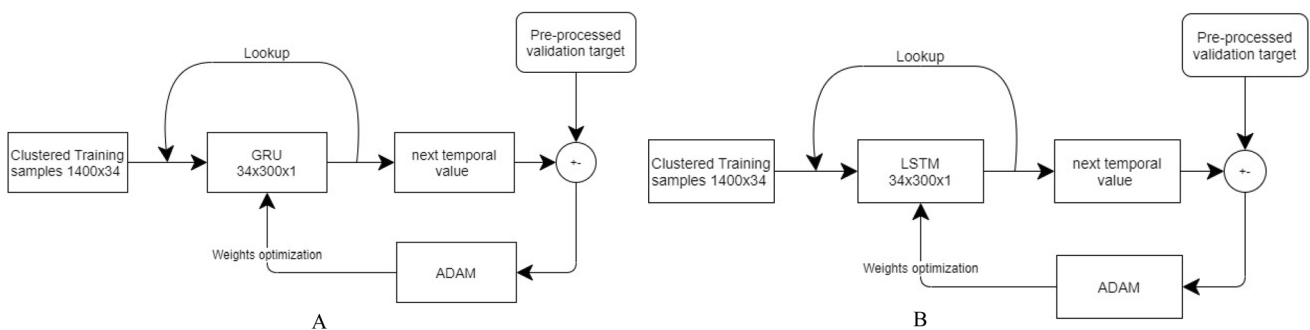 Pre-processed
validation target
Lookup
Clustered Training
samples 1400x34
GRU
34x300x1
next temporal
value
+-
Weights optimization
ADAM
A
Pre-processed
validation target
Lookup
Clustered Training
samples 1400x34
LSTM
34x300x1
next temporal
value
+-
Weights optimization
ADAM
B